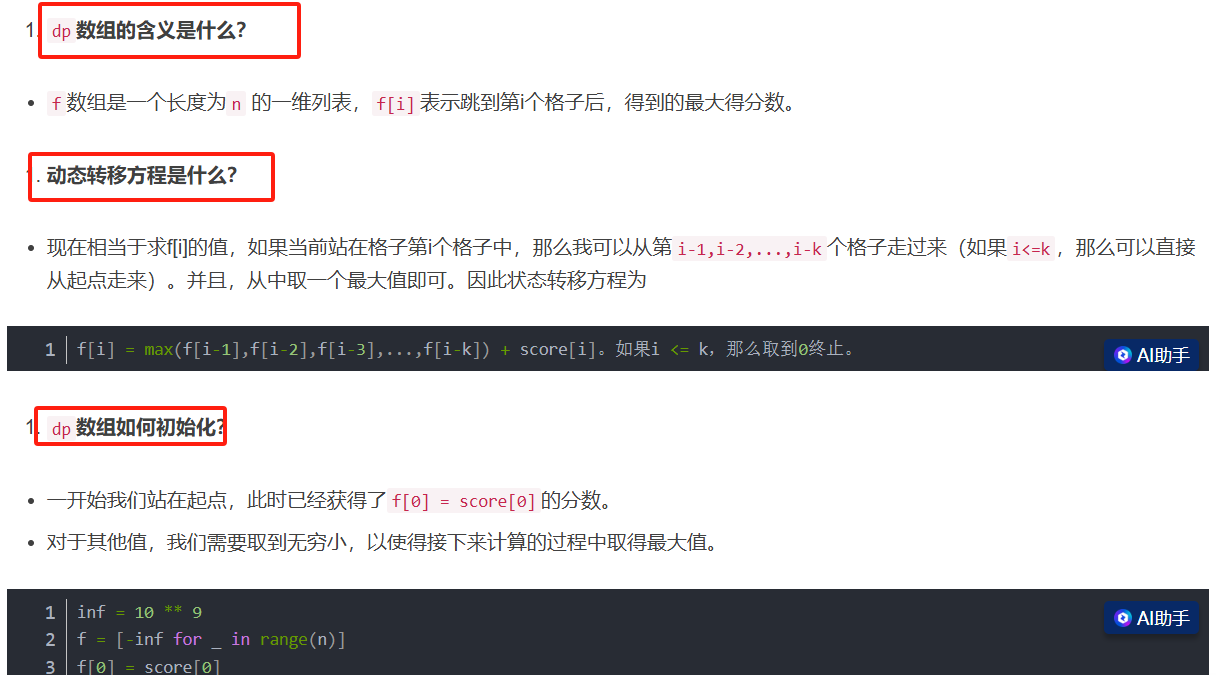 1. dp 数组的含义是什么？
• f 数组是一个长度为 n 的一维列表，f[i] 表示跳到第i个格子后，得到的最大得分数。
. 动态转移方程是什么？
• 现在相当于求f[i]的值，如果当前站在格子第i个格子中，那么我可以从第 i-1,i-2,...,i-k 个格子走过来（如果 i<=k，那么可以直接
从起点走来）。并且，从中取一个最大值即可。因此状态转移方程为
1 f[i] = max(f[i-1],f[i-2],f[i-3],...,f[i-k]) + score[i]。如果i <= k，那么取到0终止。
AI助手
1. dp 数组如何初始化？
• 一开始我们站在起点，此时已经获得了 f[0] = score[0] 的分数。
• 对于其他值，我们需要取到无穷小，以使得接下来计算的过程中取得最大值。
1 inf = 10 ** 9
AI助手
2 f = [-inf for _ in range(n)]
3 f[0] = score[0]